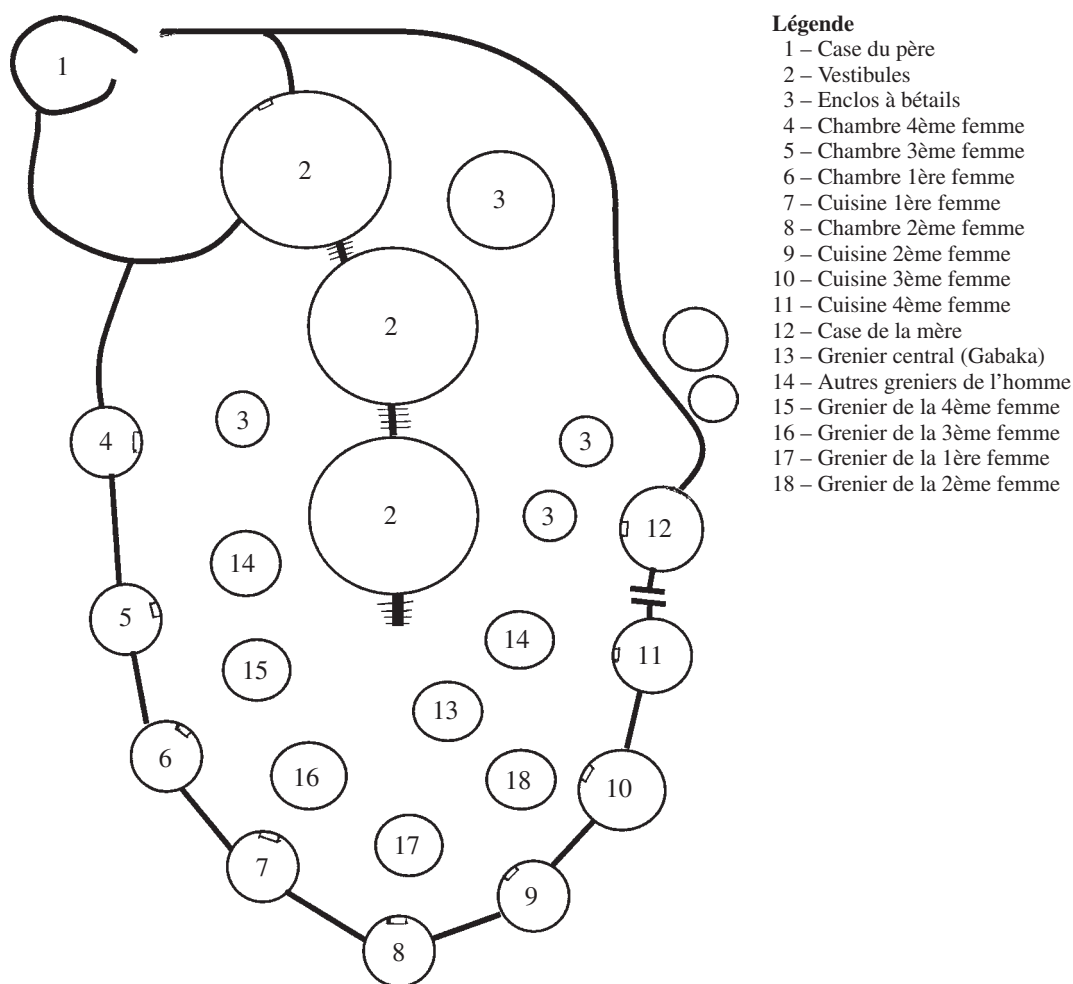 Légende
1 – Case du père
2 – Vestibules
3 – Enclos à bétails
4 – Chambre 4ème femme
5 – Chambre 3ème femme
6 – Chambre 1ère femme
7 – Cuisine 1ère femme
8 – Chambre 2ème femme
9 – Cuisine 2ème femme
10 – Cuisine 3ème femme
11 – Cuisine 4ème femme
12 – Case de la mère
13 – Grenier central (Gabaka)
14 – Autres greniers de l’homme
15 – Grenier de la 4ème femme
16 – Grenier de la 3ème femme
17 – Grenier de la 1ère femme
18 – Grenier de la 2ème femme
1
2
3
2
3
3
4
2
3
12
14
5
14
11
15
13
6
16
18
10
17
7
9
8